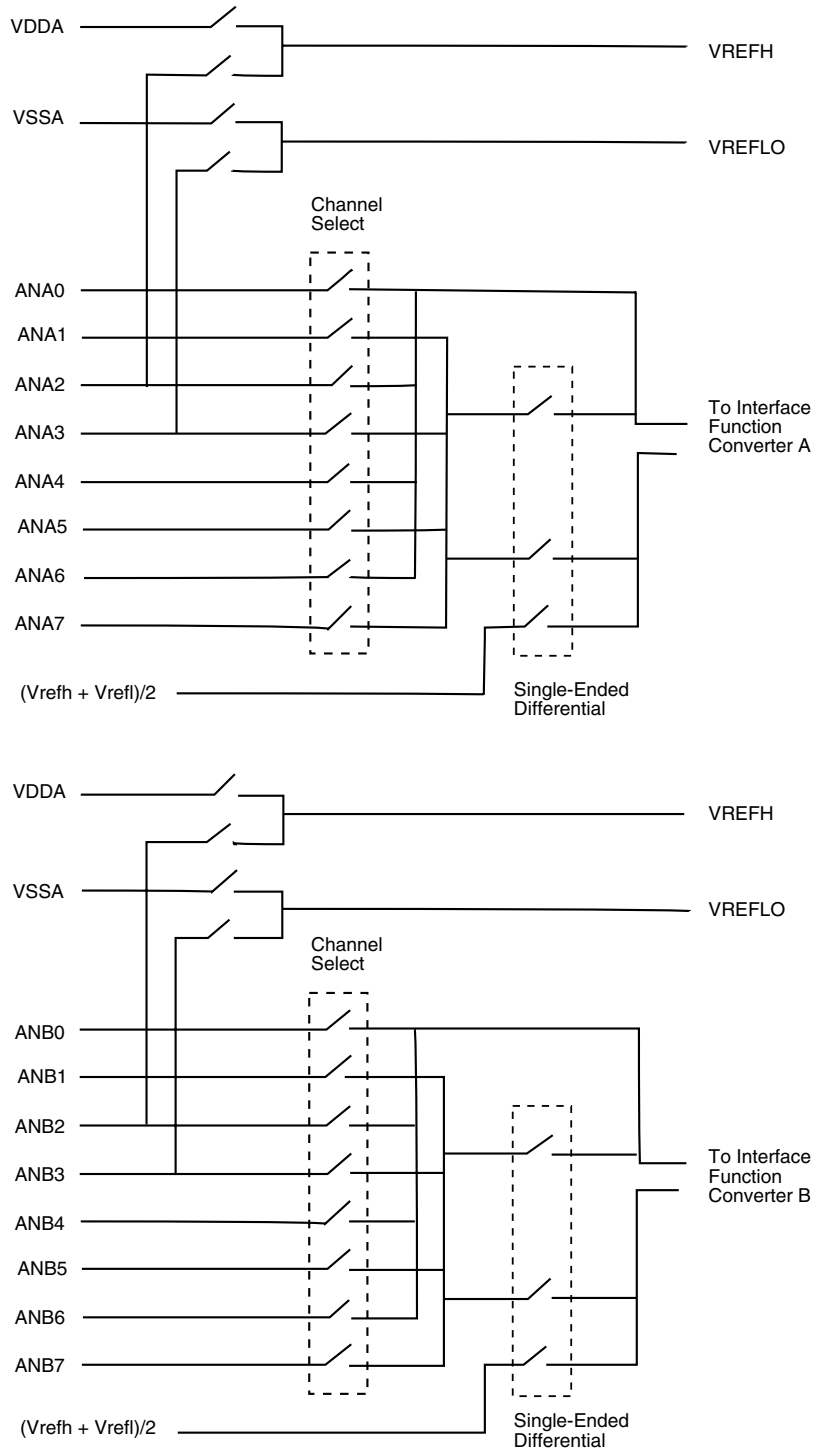 VDDA
VREFH
VSSA
VREFLO
Channel
Select
ANA0
ANA1
ANA2
ANA3
ANA4
ANA5
ANA6
ANA7
To Interface
Function
Converter A
(Vrefh + Vrefl)/2
Single-Ended
Differential
VDDA
VREFH
VSSA
VREFLO
Channel
Select
ANB0
ANB1
ANB2
ANB3
ANB4
ANB5
ANB6
ANB7
To Interface
Function
Converter B
(Vrefh + Vrefl)/2
Single-Ended
Differential